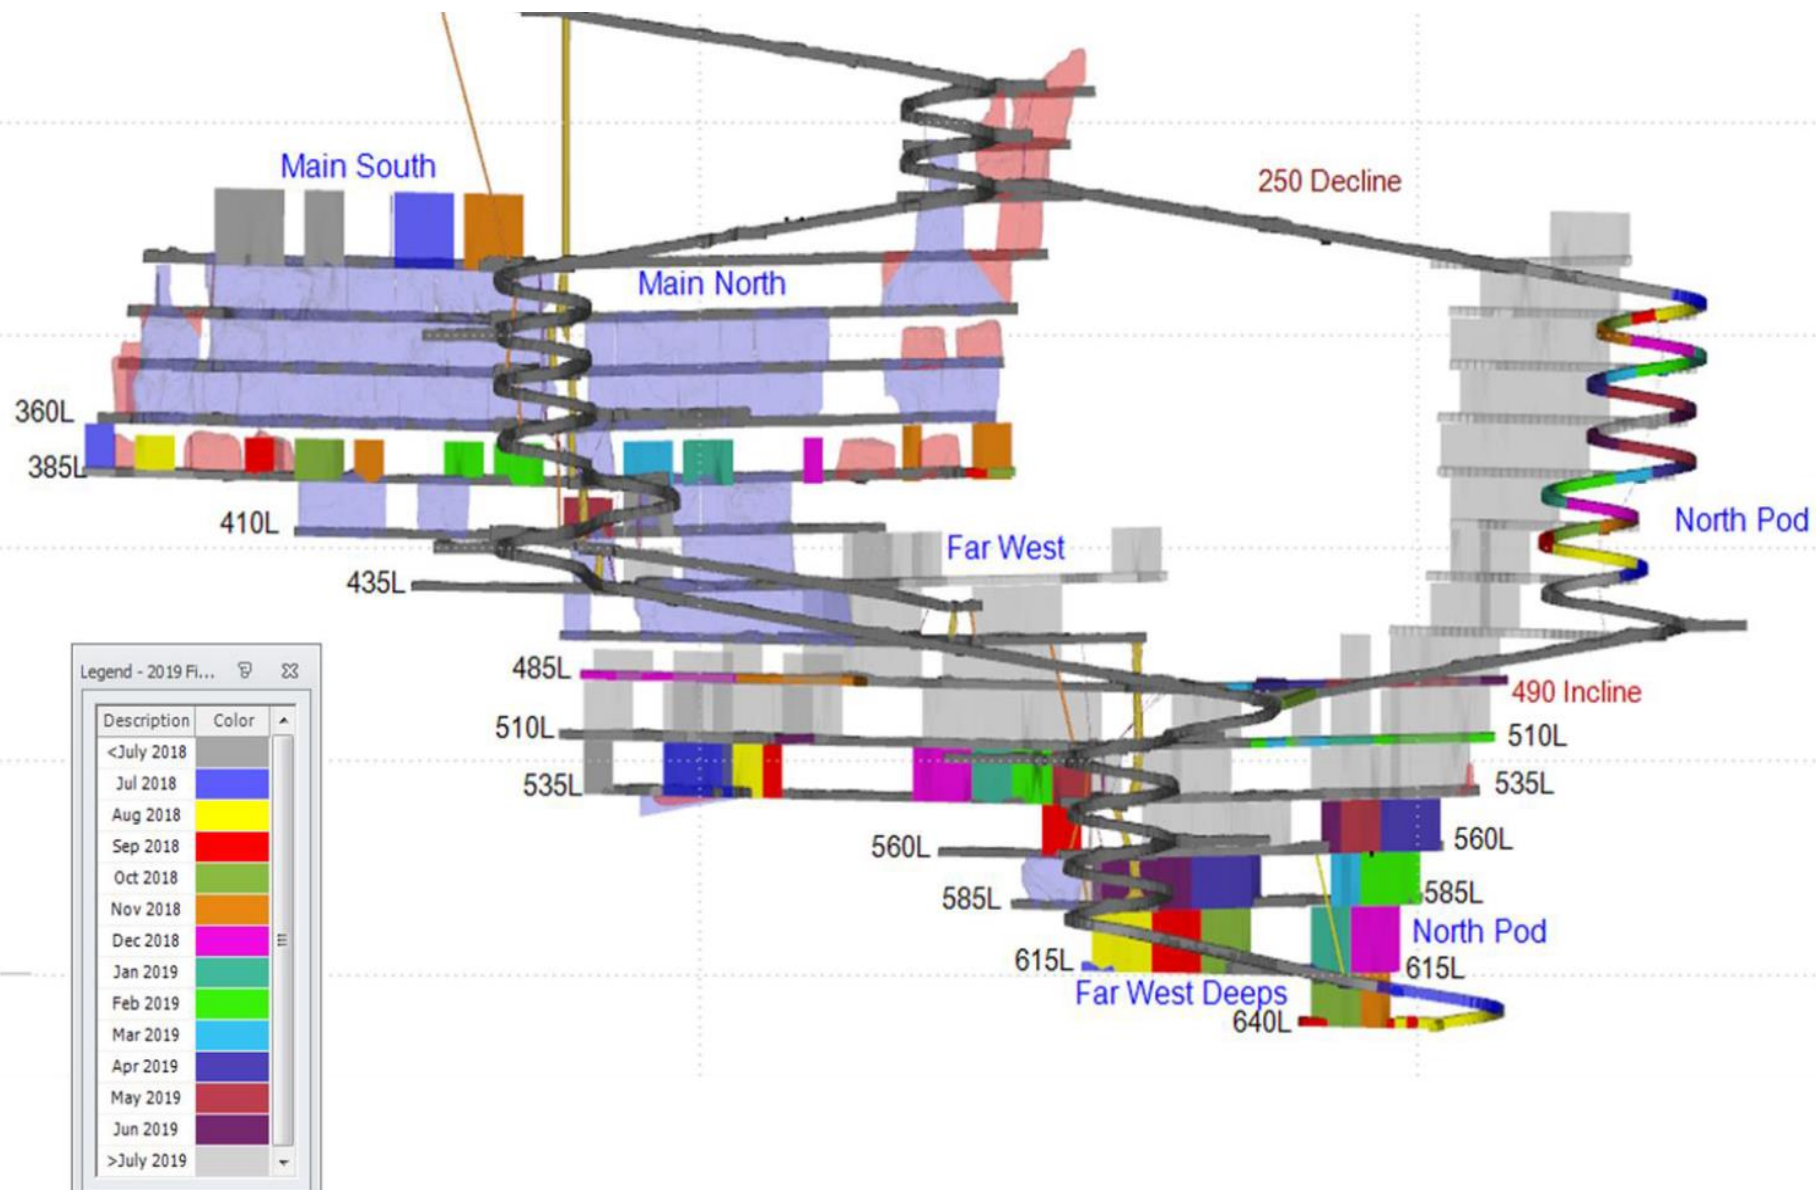 Main South
250 Decline
Main North
360L
385L
410L
North Pod
Far West
435L
485L
490 Incline
510L
510L
535L
535L
560L
560L
585L
585L
North Pod
615L
615L
Far West Deeps
640L
Legend - 2019 Fi...
Description Color
<July 2018
Jul 2018
Aug 2018
Sep 2018
Oct 2018
Nov 2018
Dec 2018
Jan 2019
Feb 2019
Mar 2019
Apr 2019
May 2019
Jun 2019
>July 2019